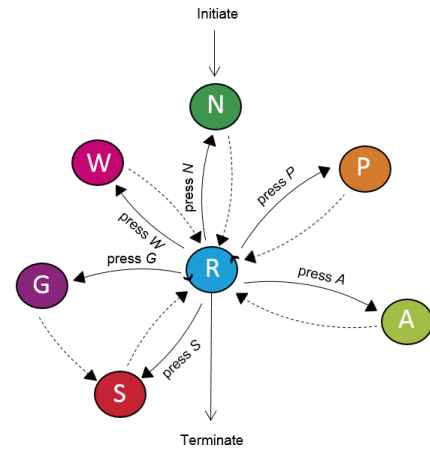 Initiate
N
W
P
press N
press P
press W
press G
R
press A
G
A
S
press S
Terminate